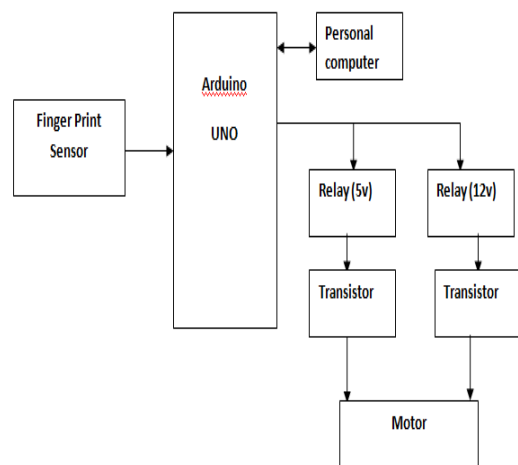 Personal
computer
Arduino
UNO
Finger Print
Sensor
Relay (5v)
Relay (12v)
Transistor
Transistor
Motor